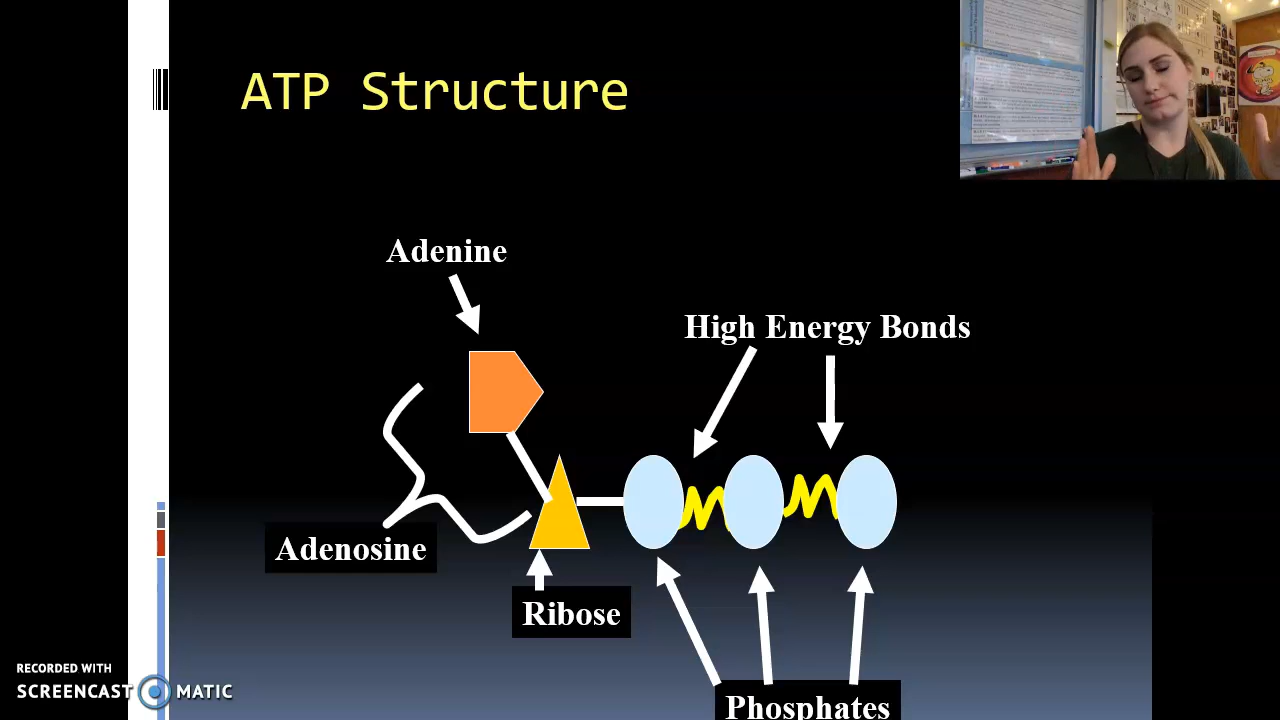 ATP Structure
Adenine
High Energy Bonds
Adenosine
Ribose
Phosphates
RECORDED WITH
SCREENCAST MATIC